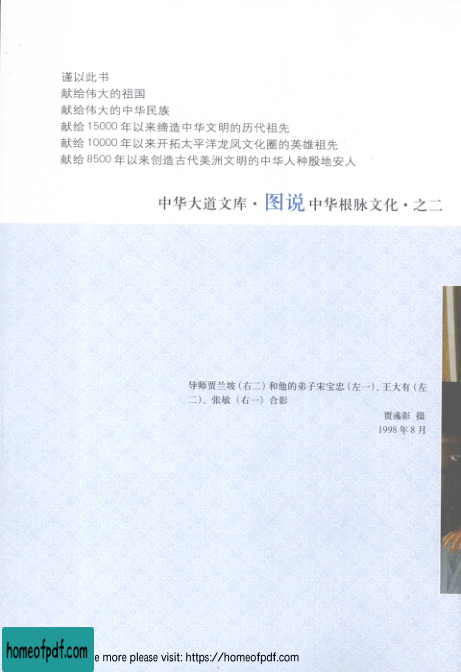 谨以此书
献给伟大的祖国
献给伟大的中华民族
献给 15000 年以来缔造中华文明的历代祖先
献给 10000 年以来开拓太平洋龙凤文化圈的英雄祖先
献给 8500 年以来创造古代美洲文明的中华人种殷地安人
中华大道文库·图说中华根脉文化·之二
导师贾兰坡(右二)和他的弟子宋宝忠(左一)、王大有(左
二)、张敏(右一)合影
贾彧彰 摄
1998 年 8 月
homeofpdf.com
e more please visit: https://homeofpdf.com